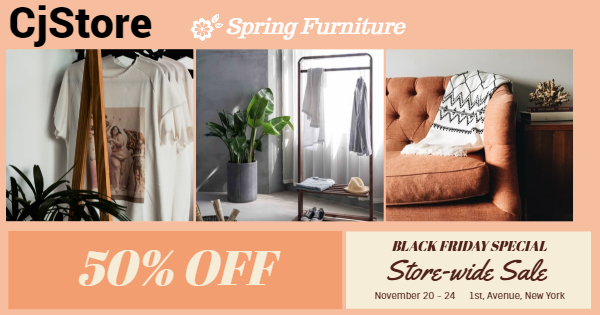 CjStore
Spring Furniture
50% OFF
BLACK FRIDAY SPECIAL
Store-wide Sale
November 20 - 24 1st, Avenue, New York